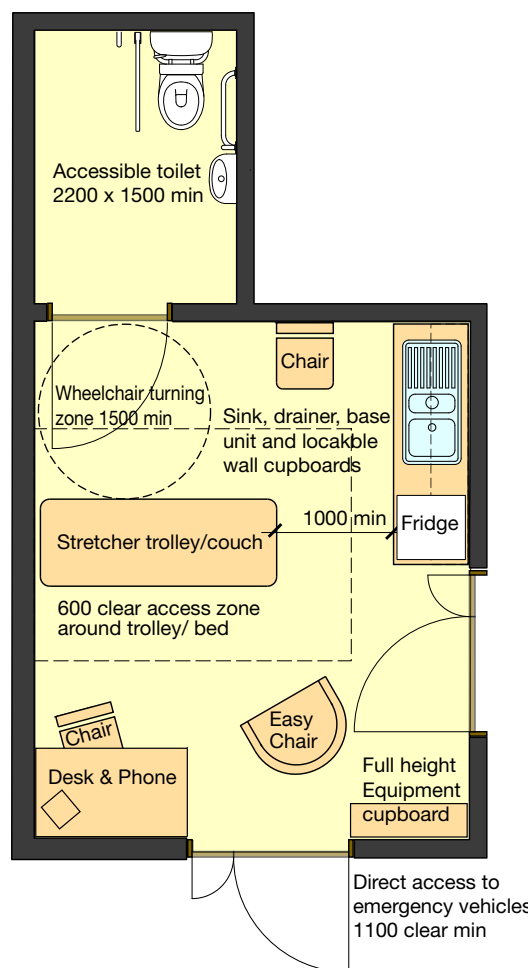 Accessible toilet
2200 x 1500 min
Chair
Wheelchair turning
zone 1500 min
Sink, drainer, base
unit and locakble
wall cupboards
1000 min
Fridge
Stretcher trolley/couch
600 clear access zone
around trolley/ bed
Easy
Chair
Chair
Desk & Phone
Full height
Equipment
cupboard
Direct access to
emergency vehicles
1100 clear min